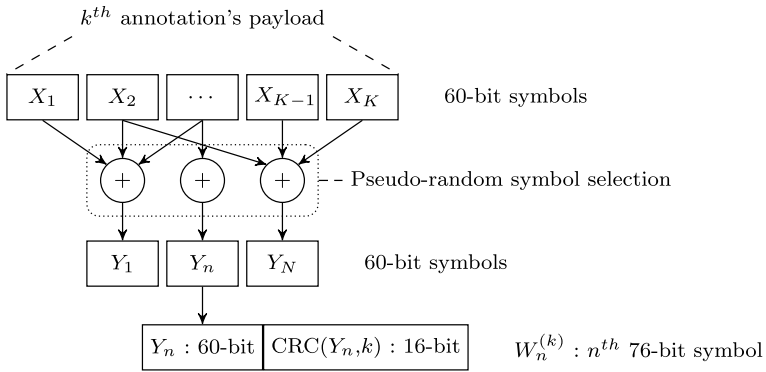 k^{th} annotation's payload
X_1 X_2 ⋯ X_{K−1} X_K 60-bit symbols
+ + + Pseudo-random symbol selection
Y_1 Y_n Y_N 60-bit symbols
Y_n : 60-bit CRC(Y_n,k) : 16-bit W_n^{(k)} : n^{th} 76-bit symbol